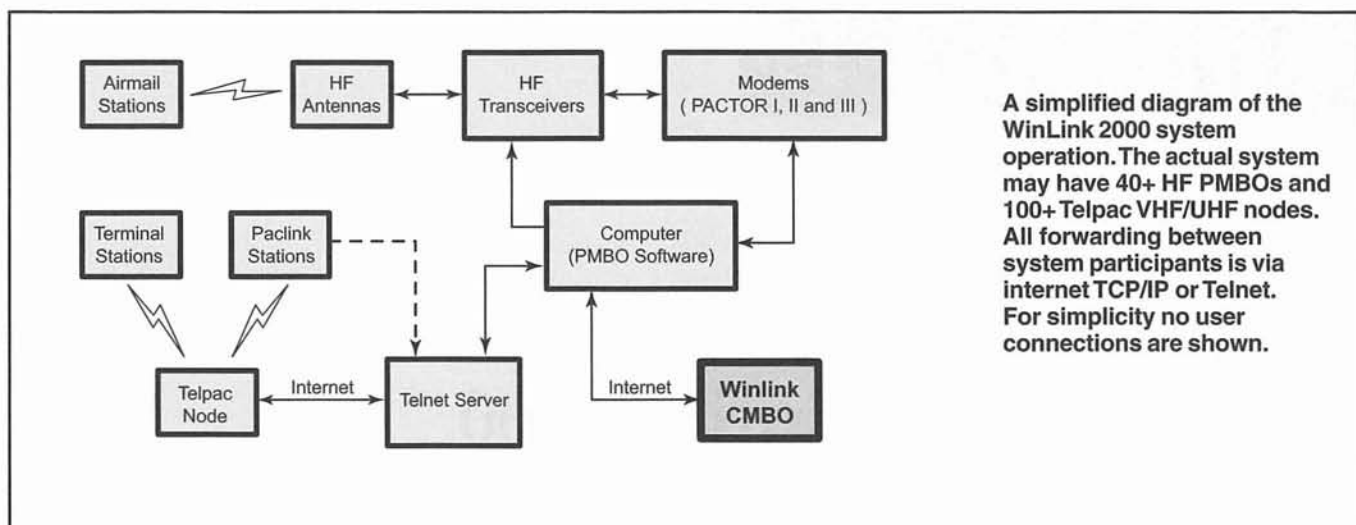 Airmail
Stations
HF
Antennas
HF
Transceivers
Modems
( PACTOR I, II and III )
Terminal
Stations
Paclink
Stations
Computer
(PMBO Software)
Telpac
Node
Internet
Telnet Server
Internet
Winlink
CMBO
A simplified diagram of the
WinLink 2000 system
operation. The actual system
may have 40+ HF PMBOs and
100+ Telpac VHF/UHF nodes.
All forwarding between
system participants is via
internet TCP/IP or Telnet.
For simplicity no user
connections are shown.